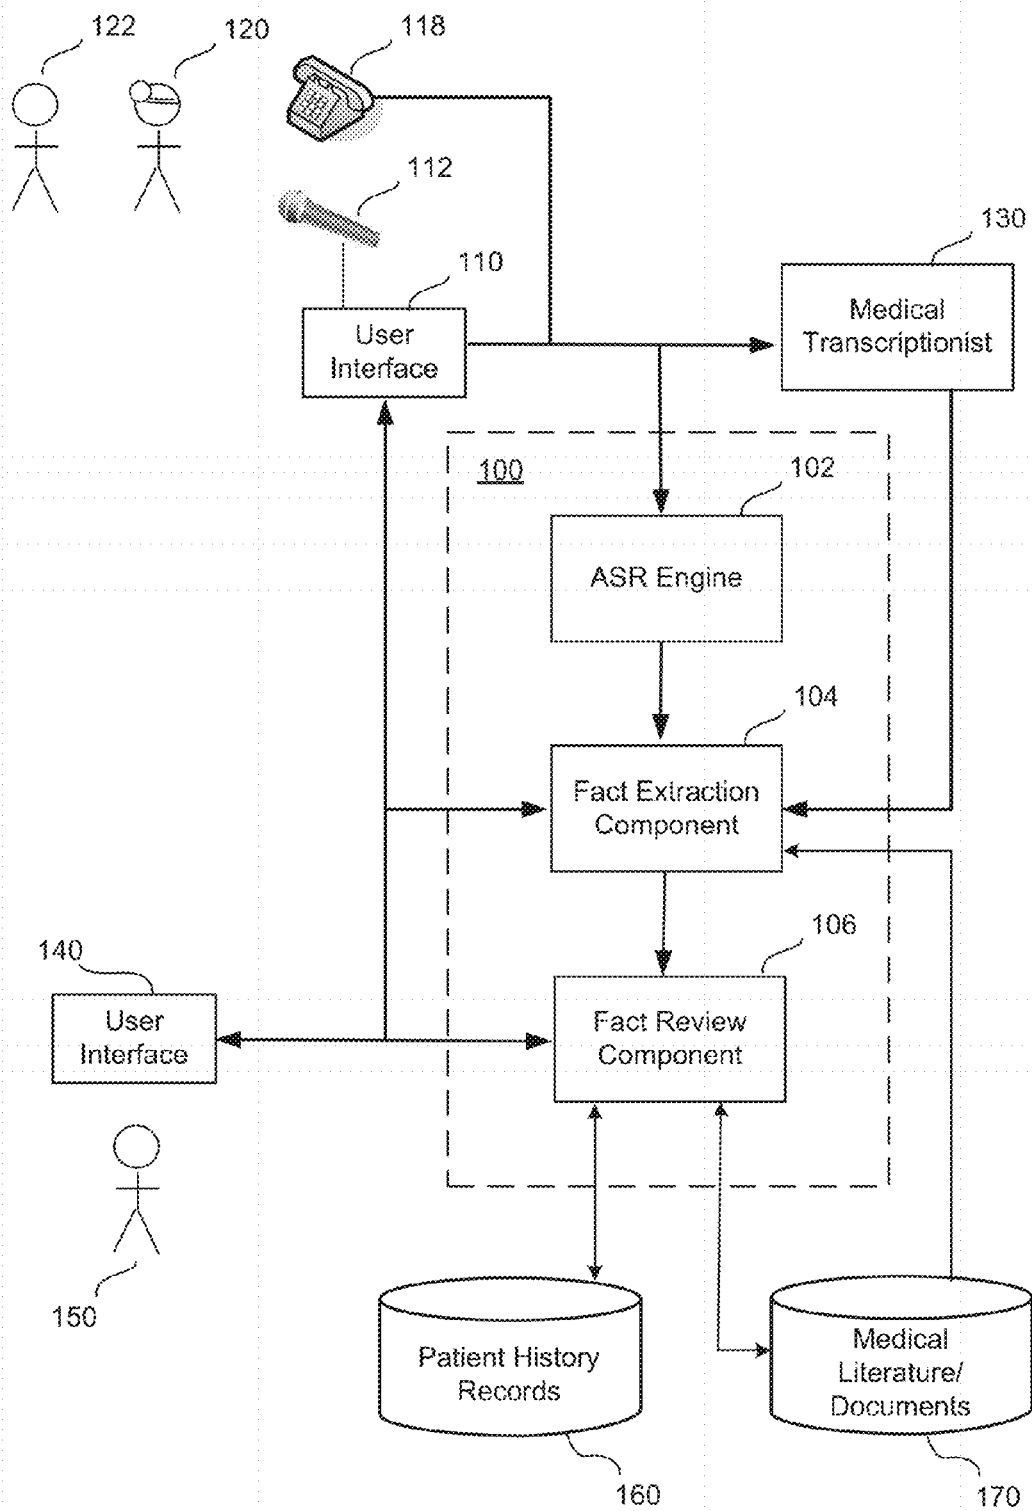 122
120
118
112
110
130
User
Interface
Medical
Transcriptionist
100
102
ASR Engine
104
Fact Extraction
Component
106
140
User
Interface
Fact Review
Component
150
Patient History
Records
Medical
Literature/
Documents
160
170